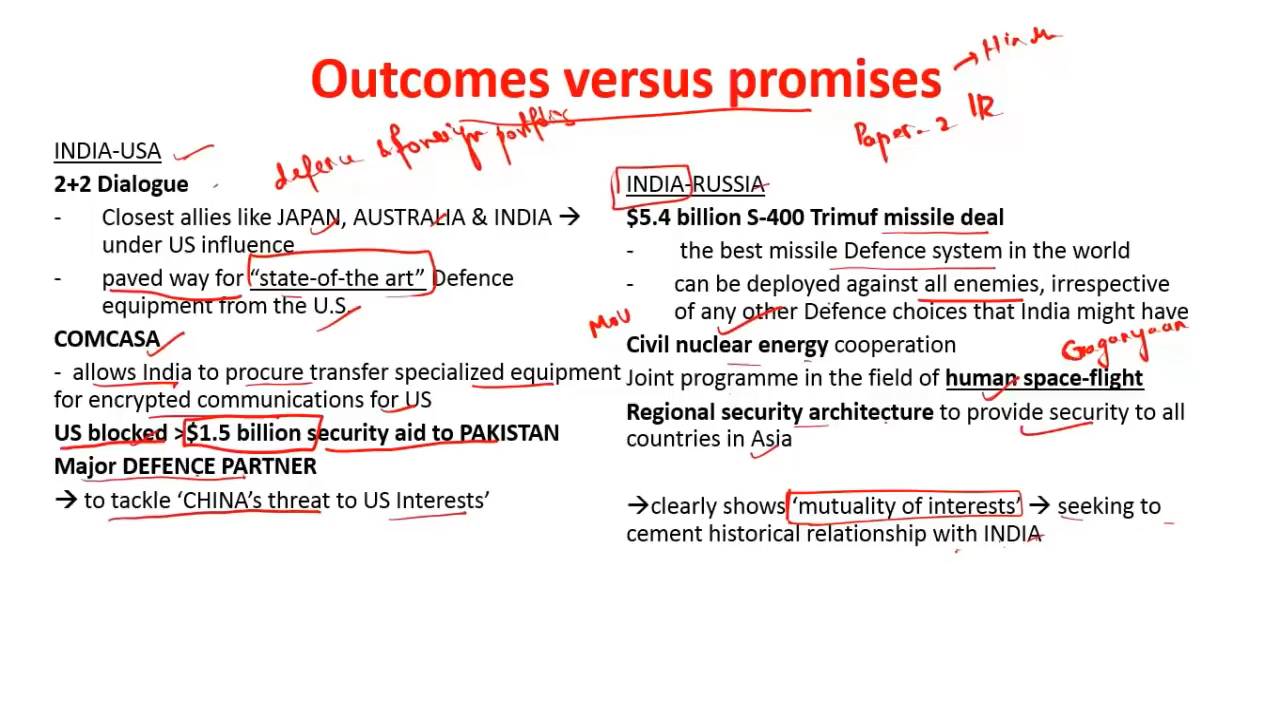 Outcomes versus promises
→ Hindu
Paper-2 IR
defence & foreign portfolios
INDIA-USA
2+2 Dialogue
- Closest allies like JAPAN, AUSTRALIA & INDIA →
under US influence
- paved way for “state-of-the art” Defence
equipment from the U.S.
COMCASA
- allows India to procure transfer specialized equipment
for encrypted communications for US
US blocked >$1.5 billion security aid to PAKISTAN
Major DEFENCE PARTNER
→ to tackle ‘CHINA’s threat to US Interests’
INDIA-RUSSIA
$5.4 billion S-400 Trimuf missile deal
- the best missile Defence system in the world
- can be deployed against all enemies, irrespective
of any other Defence choices that India might have
MoU
Civil nuclear energy cooperation
Gaganyaan
Joint programme in the field of human space-flight
Regional security architecture to provide security to all
countries in Asia
→clearly shows ‘mutuality of interests’ → seeking to
cement historical relationship with INDIA